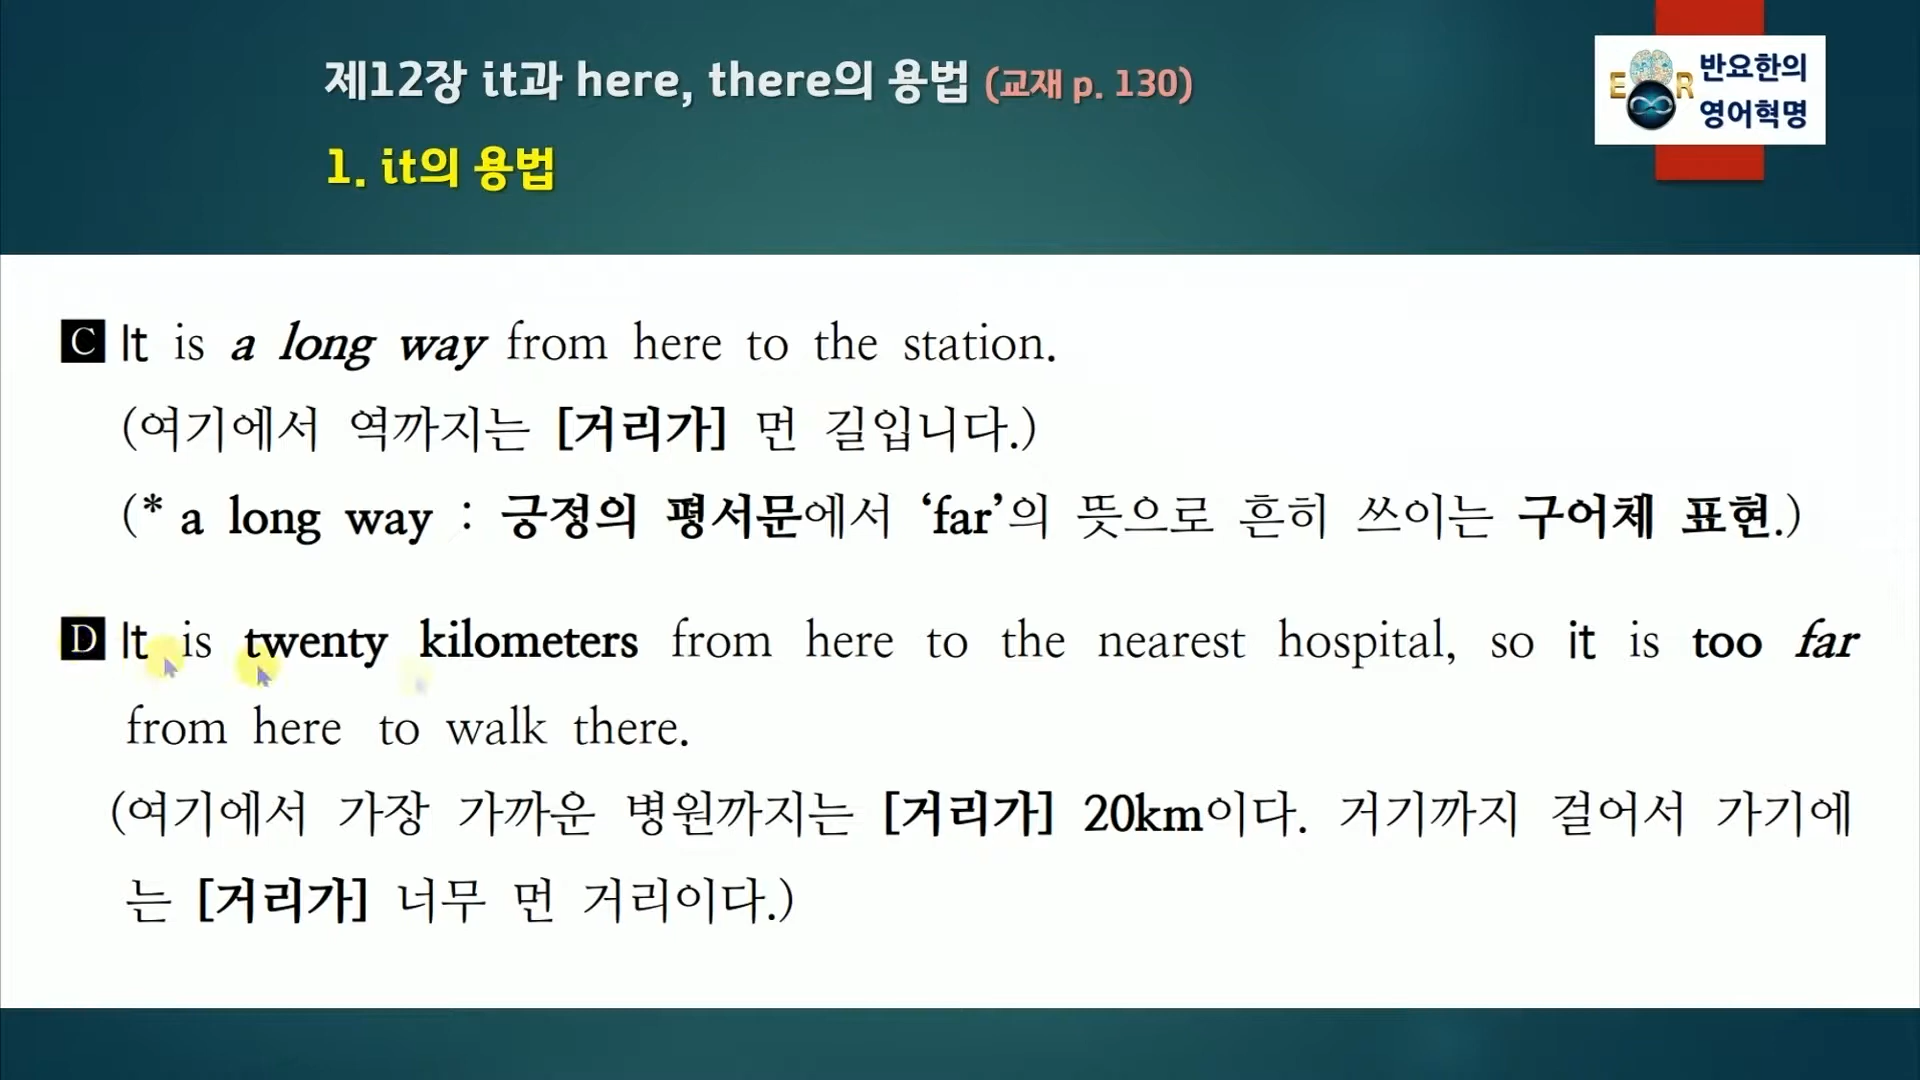 제12장 it과 here, there의 용법 (교재 p. 130)
E R 반요한의
영어혁명
1. it의 용법
C It is a long way from here to the station.
(여기에서 역까지는 [거리가] 먼 길입니다.)
(* a long way : 긍정의 평서문에서 ‘far’의 뜻으로 흔히 쓰이는 구어체 표현.)
D It is twenty kilometers from here to the nearest hospital, so it is too far
from here to walk there.
(여기에서 가장 가까운 병원까지는 [거리가] 20km이다. 거기까지 걸어서 가기에
는 [거리가] 너무 먼 거리이다.)